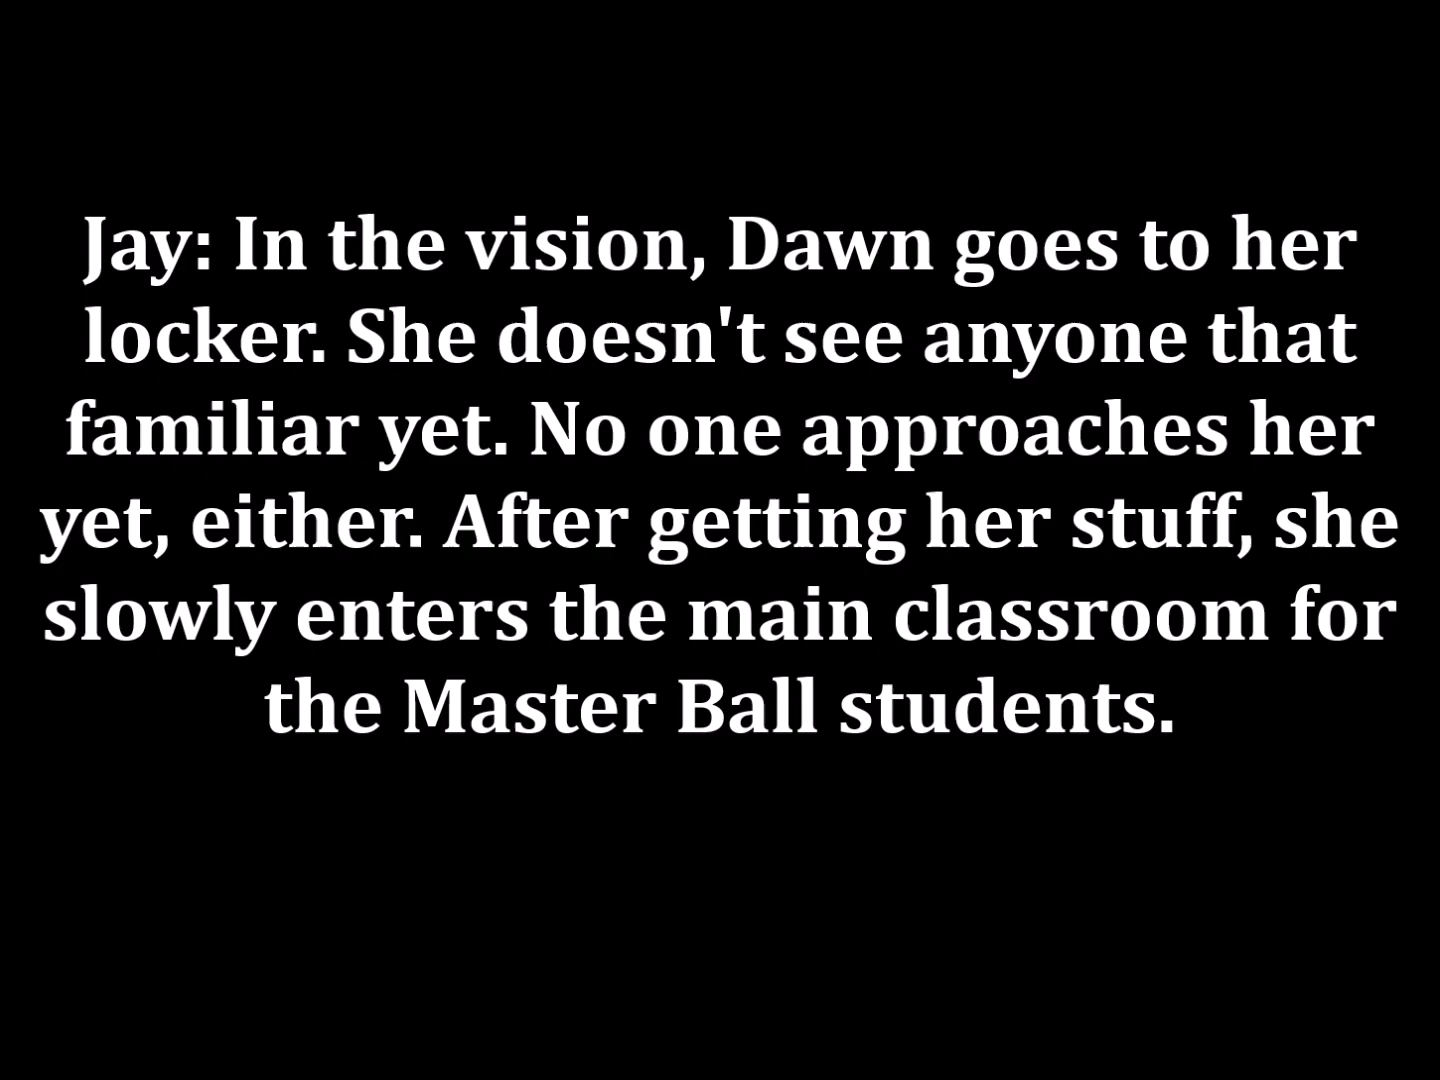 Jay: In the vision, Dawn goes to her
locker. She doesn't see anyone that
familiar yet. No one approaches her
yet, either. After getting her stuff, she
slowly enters the main classroom for
the Master Ball students.